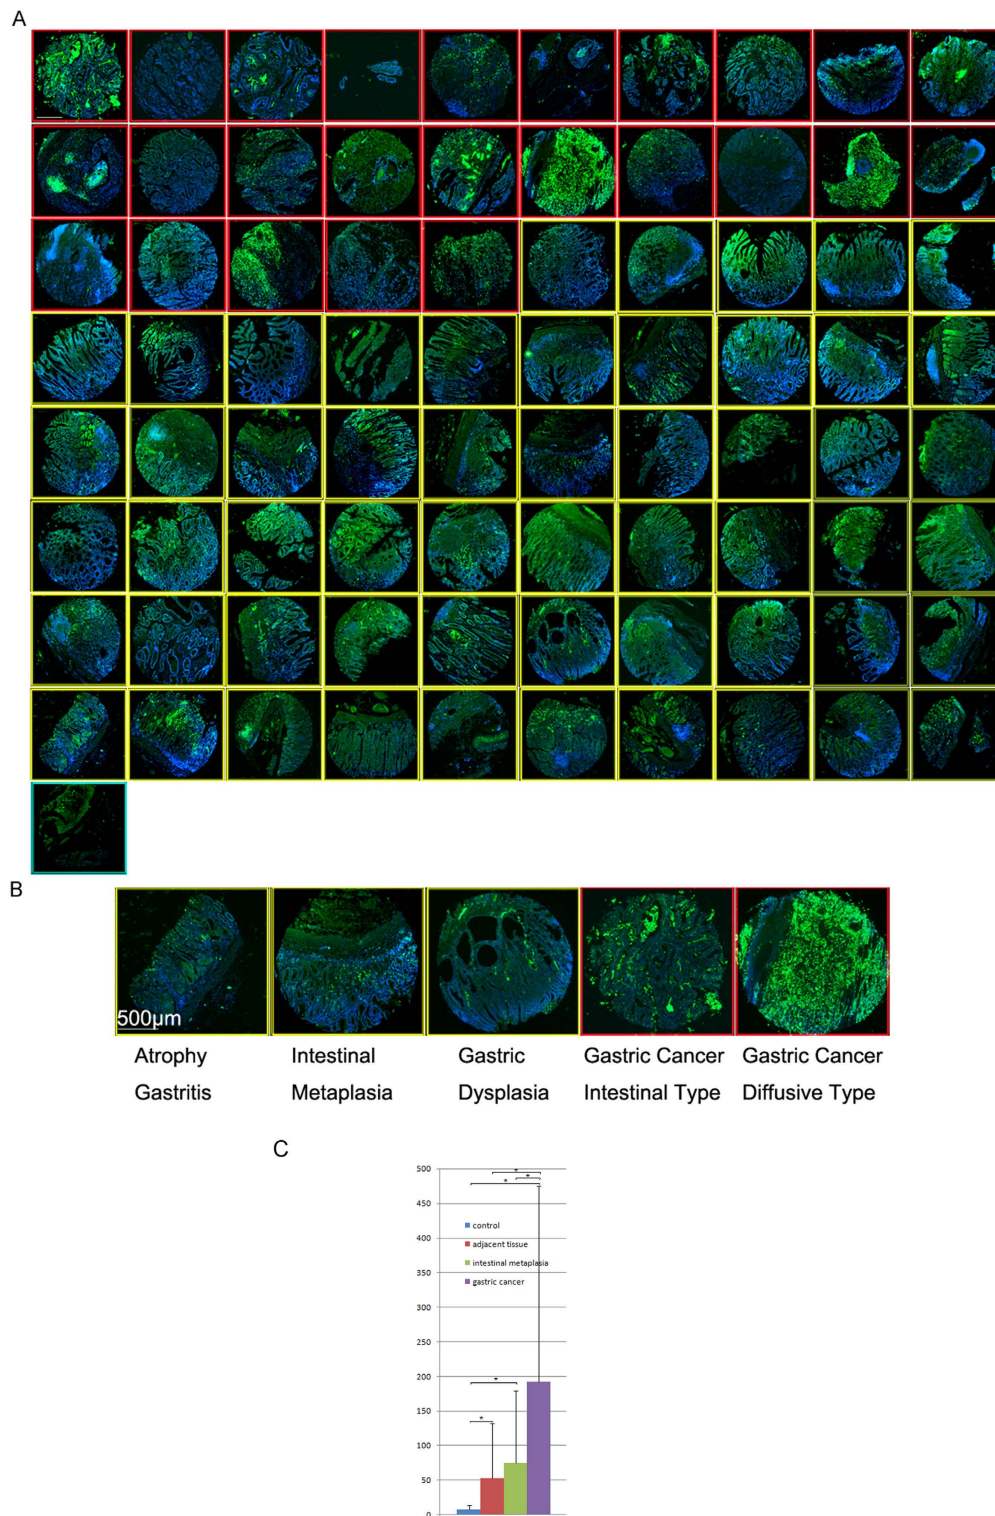 A
B
500μm
Atrophy Gastritis
Intestinal Metaplasia
Gastric Dysplasia
Gastric Cancer Intestinal Type
Gastric Cancer Diffusive Type
C
500
450
400
350
300
250
200
150
100
50
0
control
adjacent tissue
intestinal metaplasia
gastric cancer
*
*
*
*
*